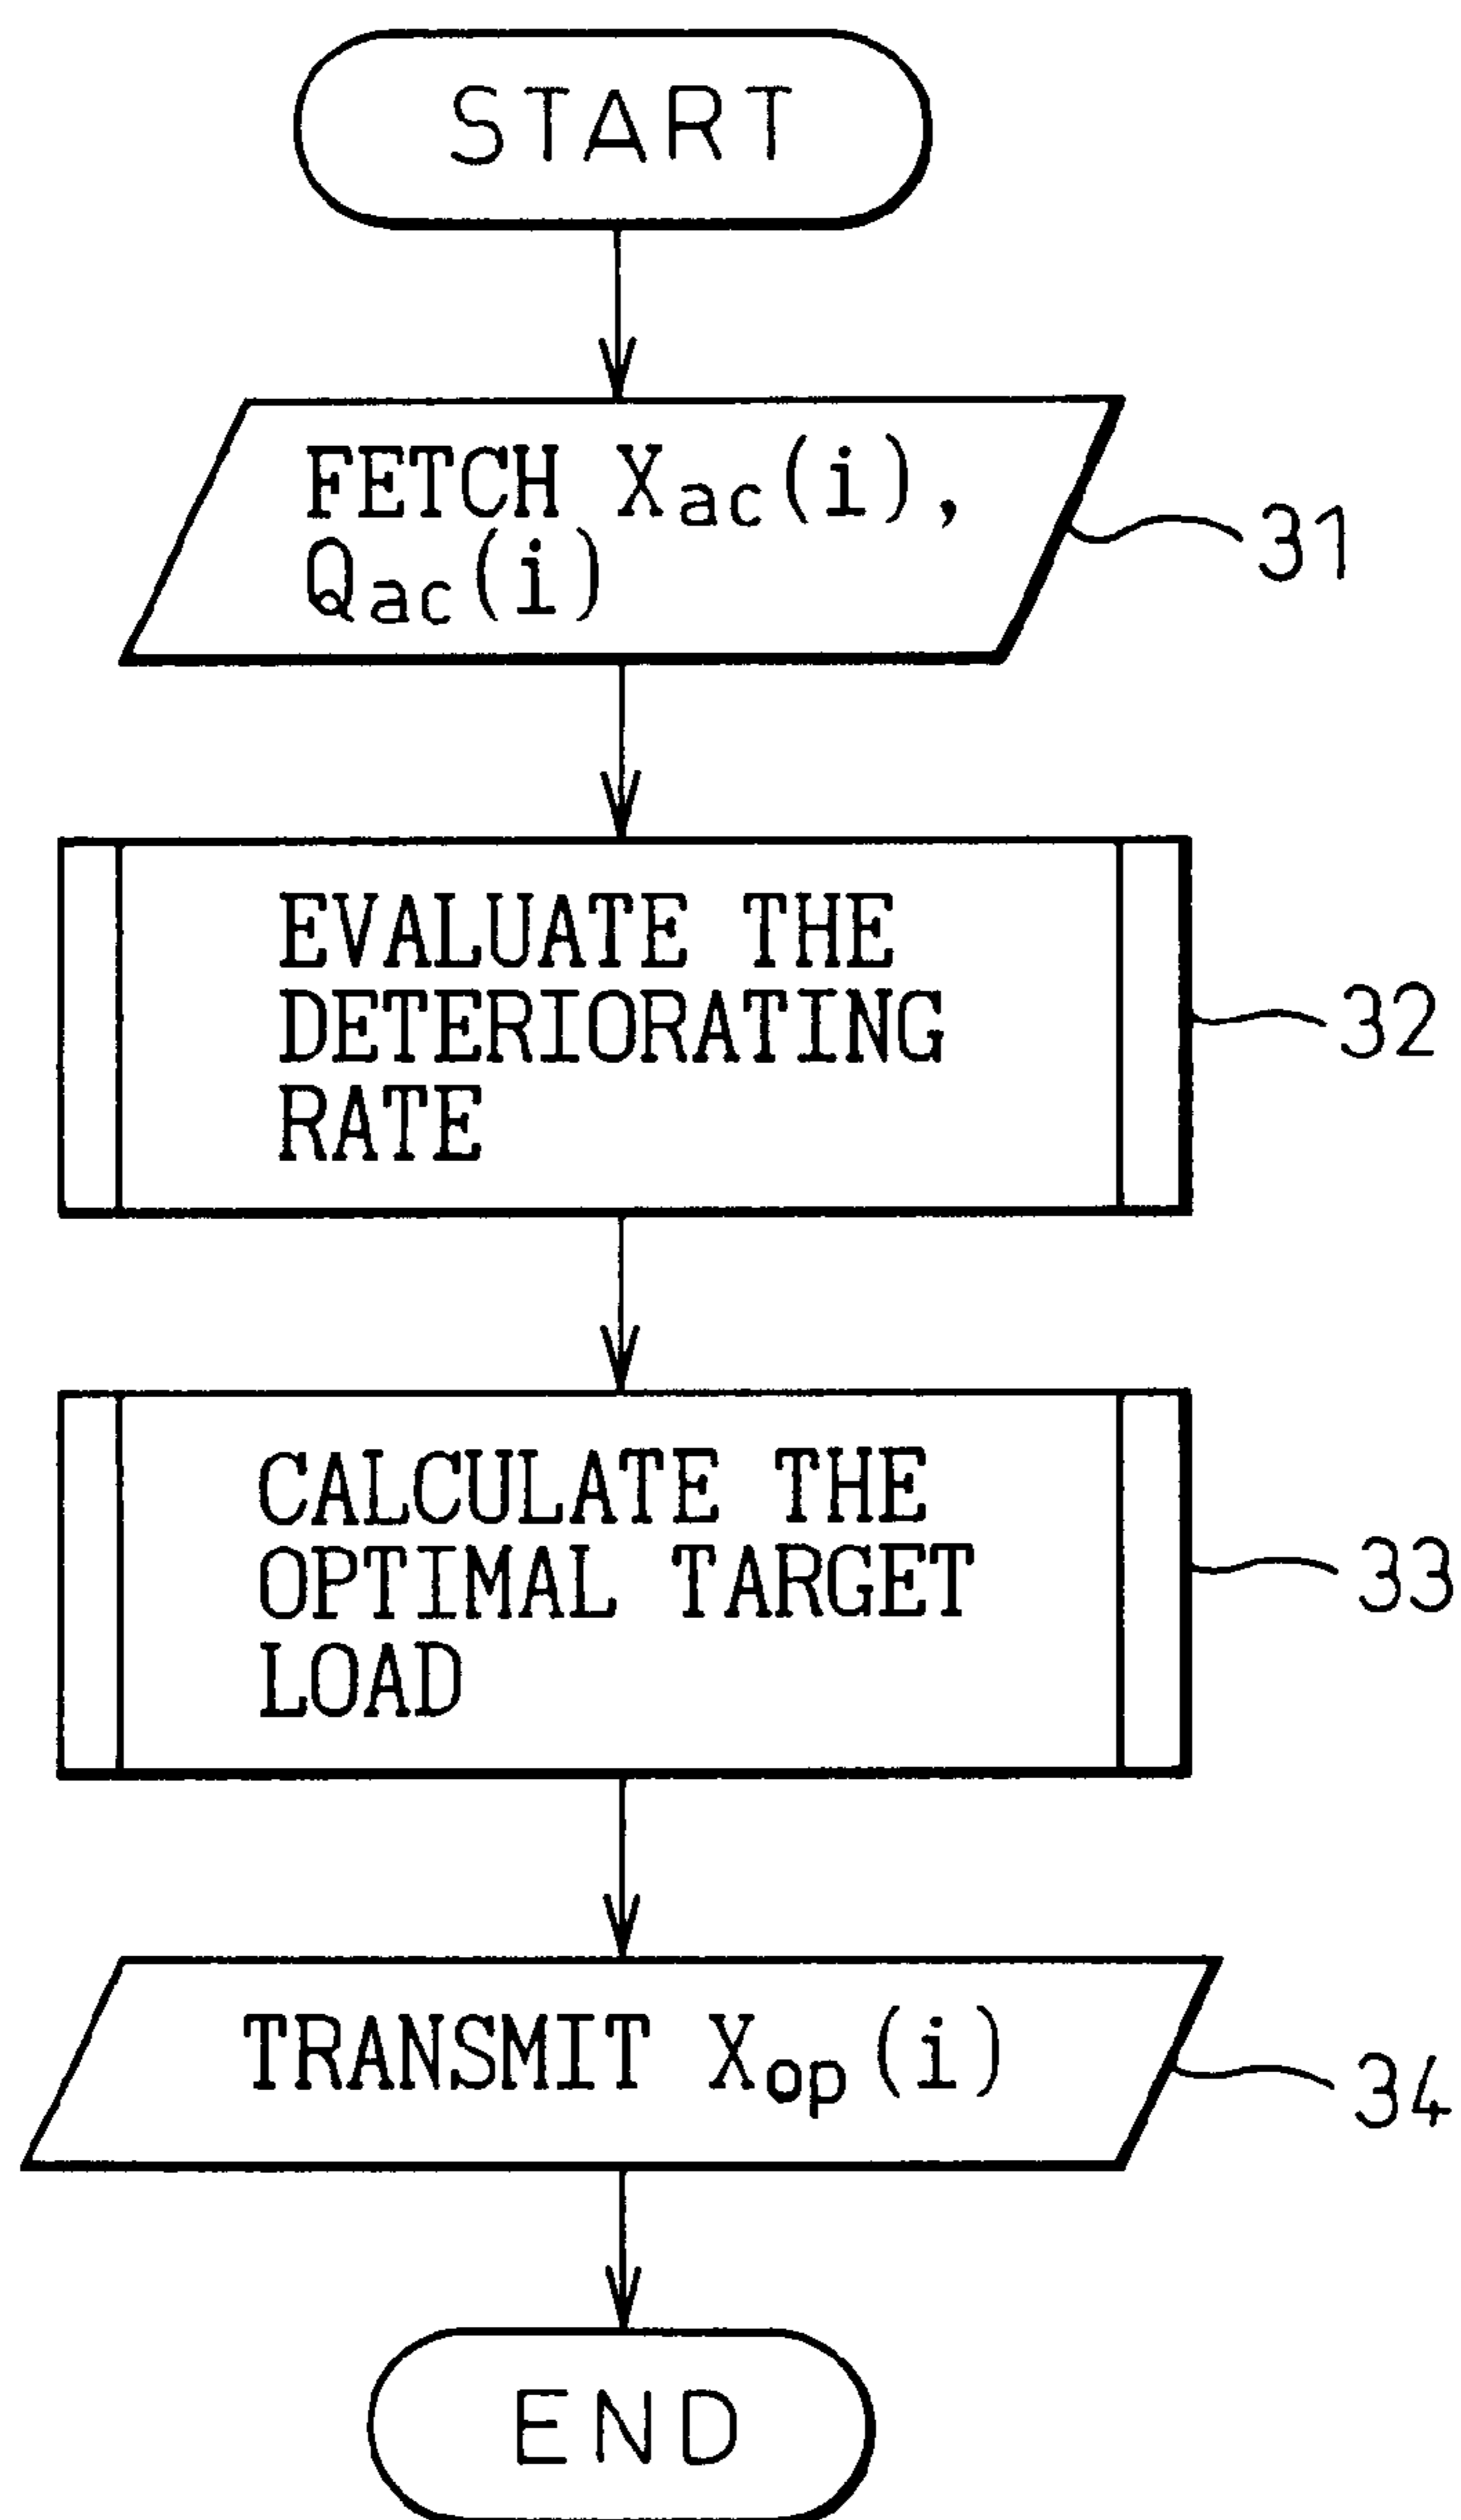 START
FETCH Xac(i),
Qac(i)
31
EVALUATE THE
DETERIORATING
RATE
32
CALCULATE THE
OPTIMAL TARGET
LOAD
33
TRANSMIT Xop(i)
34
END